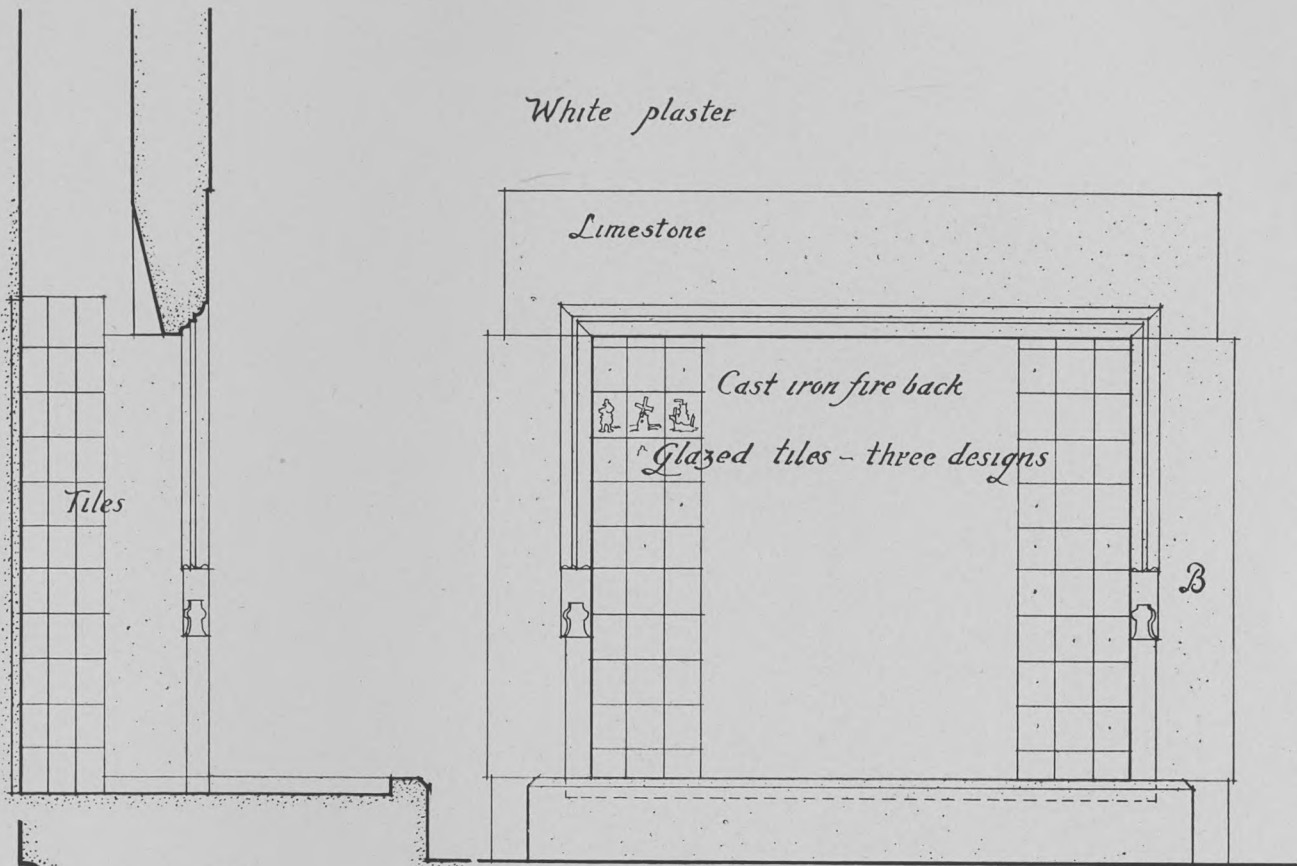 White plaster
Limestone
Cast iron fire back
Glazed tiles – three designs
Tiles
B